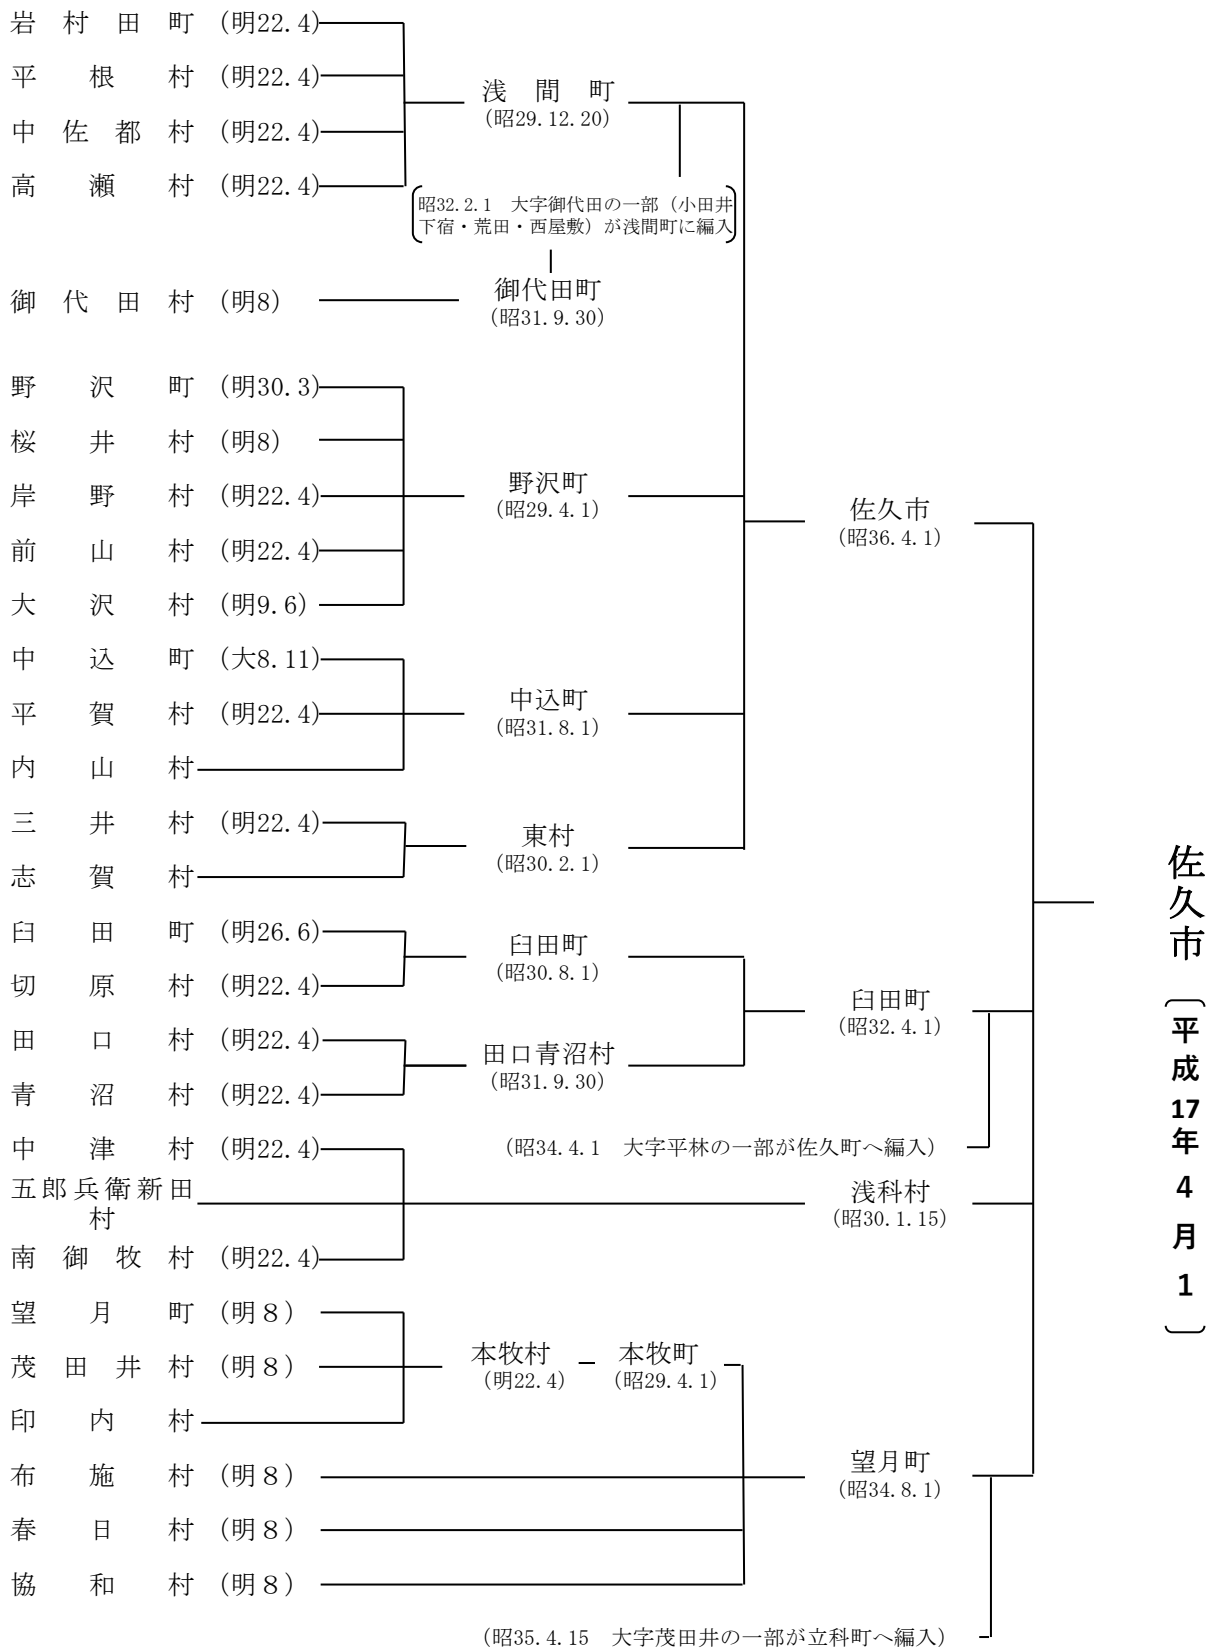 岩村田町 (明22.4)
平根村 (明22.4)
中佐都村 (明22.4)
高瀬村 (明22.4)
浅間町
(昭29.12.20)
昭32.2.1 大字御代田の一部（小田井
下宿・荒田・西屋敷）が浅間町に編入
御代田村 (明8)
御代田町
(昭31.9.30)
野沢町 (明30.3)
桜井村 (明8)
岸野村 (明22.4)
前山村 (明22.4)
大沢村 (明9.6)
野沢町
(昭29.4.1)
中込町 (大8.11)
平賀村 (明22.4)
内山村
中込町
(昭31.8.1)
三井村 (明22.4)
志賀村
東村
(昭30.2.1)
佐久市
(昭36.4.1)
臼田町 (明26.6)
切原村 (明22.4)
臼田町
(昭30.8.1)
田口村 (明22.4)
青沼村 (明22.4)
田口青沼村
(昭31.9.30)
臼田町
(昭32.4.1)
(昭34.4.1 大字平林の一部が佐久町へ編入)
中津村 (明22.4)
五郎兵衛新田
村
南御牧村 (明22.4)
浅科村
(昭30.1.15)
望月町 (明８)
茂田井村 (明８)
印内村
本牧村
(明22.4)
本牧町
(昭29.4.1)
布施村 (明８)
春日村 (明８)
協和村 (明８)
望月町
(昭34.8.1)
(昭35.4.15 大字茂田井の一部が立科町へ編入)
佐久市〔平成17年4月1〕